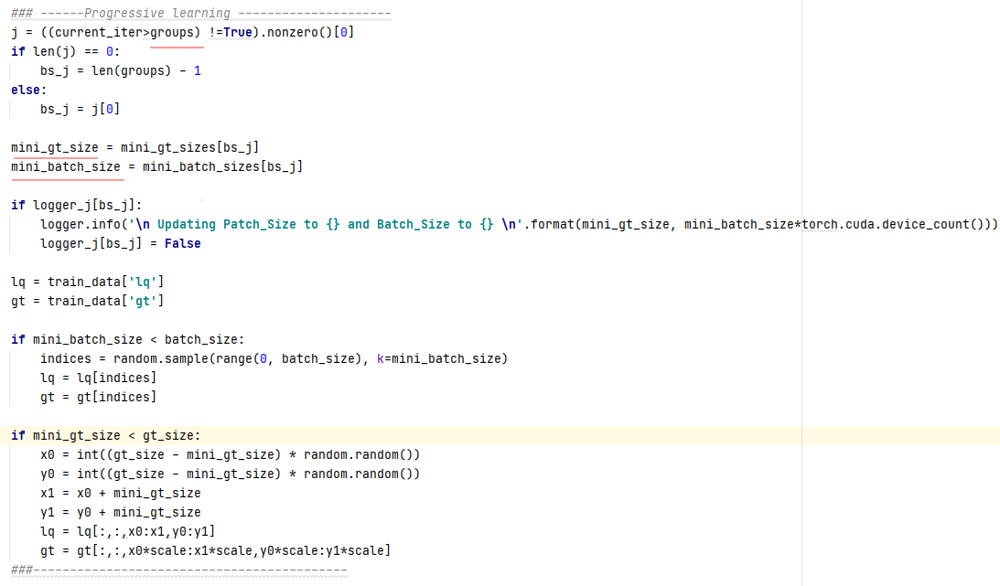 ### ------Progressive learning ---------------------
j = ((current_iter>groups) !=True).nonzero()[0]
if len(j) == 0:
    bs_j = len(groups) - 1
else:
    bs_j = j[0]

mini_gt_size = mini_gt_sizes[bs_j]
mini_batch_size = mini_batch_sizes[bs_j]

if logger_j[bs_j]:
    logger.info('\n Updating Patch_Size to {} and Batch_Size to {} \n'.format(mini_gt_size, mini_batch_size*torch.cuda.device_count()))
    logger_j[bs_j] = False

lq = train_data['lq']
gt = train_data['gt']

if mini_batch_size < batch_size:
    indices = random.sample(range(0, batch_size), k=mini_batch_size)
    lq = lq[indices]
    gt = gt[indices]

if mini_gt_size < gt_size:
    x0 = int((gt_size - mini_gt_size) * random.random())
    y0 = int((gt_size - mini_gt_size) * random.random())
    x1 = x0 + mini_gt_size
    y1 = y0 + mini_gt_size
    lq = lq[:,:,x0:x1,y0:y1]
    gt = gt[:,:,x0*scale:x1*scale,y0*scale:y1*scale]
###-------------------------------------------